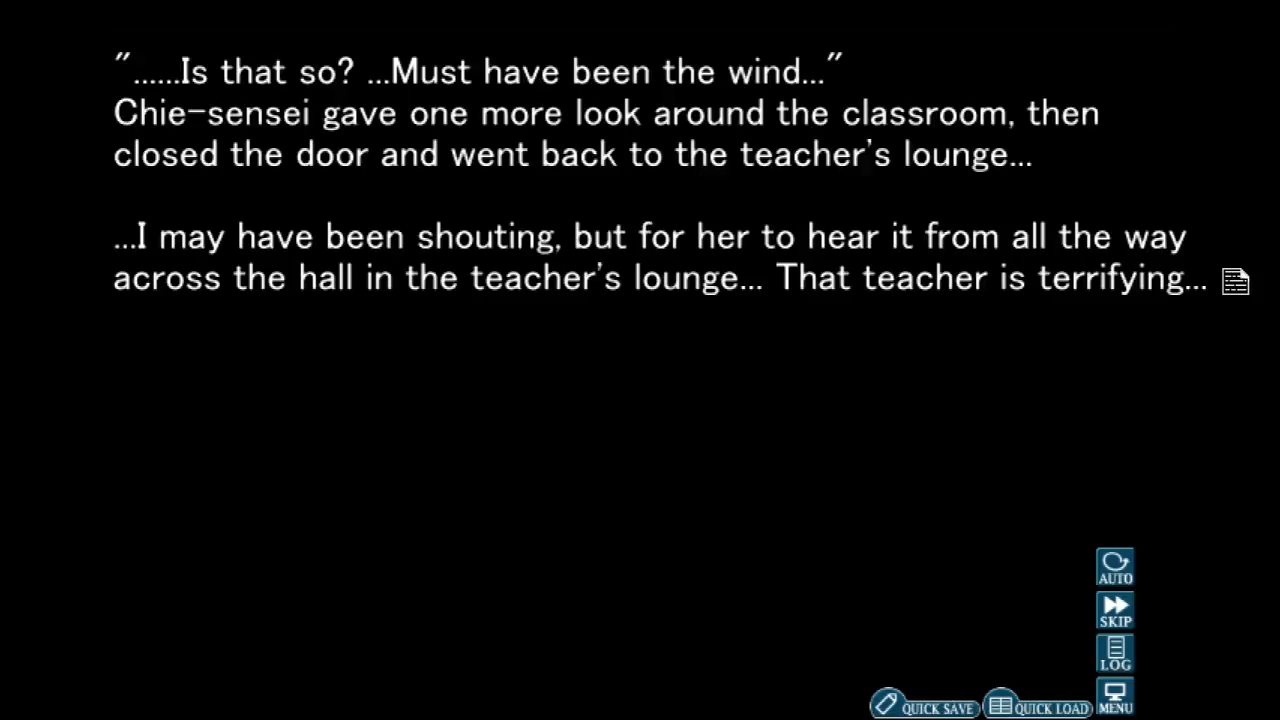 "......Is that so? ...Must have been the wind..."
Chie-sensei gave one more look around the classroom, then
closed the door and went back to the teacher's lounge...
...I may have been shouting, but for her to hear it from all the way
across the hall in the teacher's lounge... That teacher is terrifying...
AUTO
SKIP
LOG
MENU
QUICK SAVE
QUICK LOAD